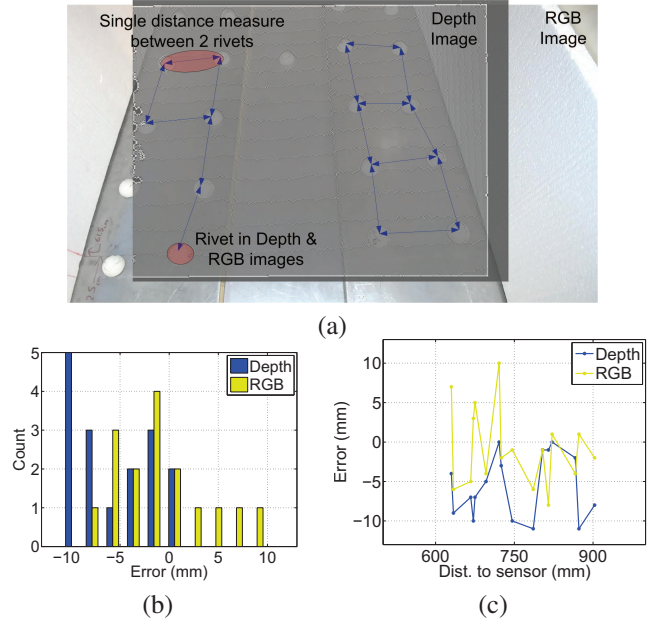 Single distance measure
between 2 rivets
Depth
Image
RGB
Image
Rivet in Depth &
RGB images
(a)
5
4
3
2
1
0
Count
−10
−5
0
5
10
Error (mm)
Depth
RGB
(b)
10
5
0
−5
−10
Error (mm)
600
750
900
Dist. to sensor (mm)
Depth
RGB
(c)